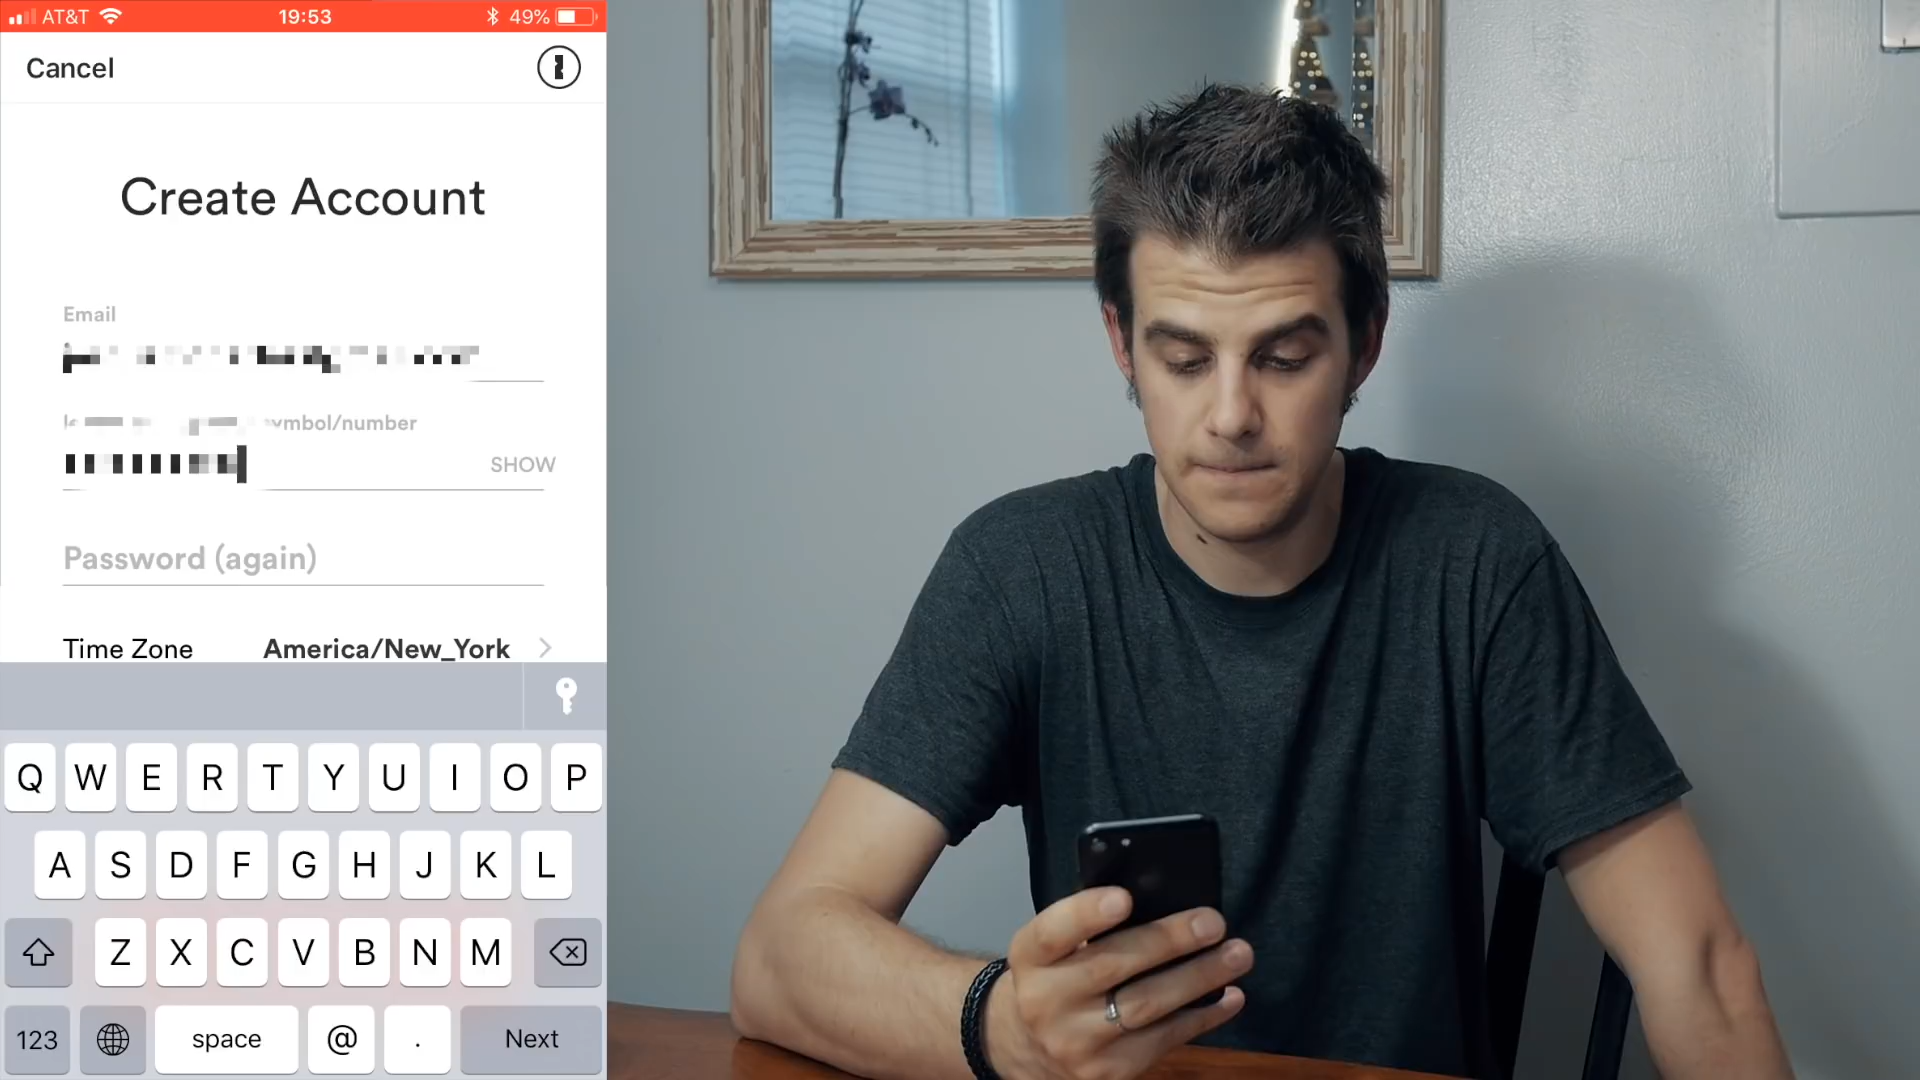 AT&T 19:53 49%
Cancel
Create Account
Email
symbol/number
SHOW
Password (again)
Time Zone America/New_York
Q W E R T Y U I O P
A S D F G H J K L
Z X C V B N M
123 space @ . Next